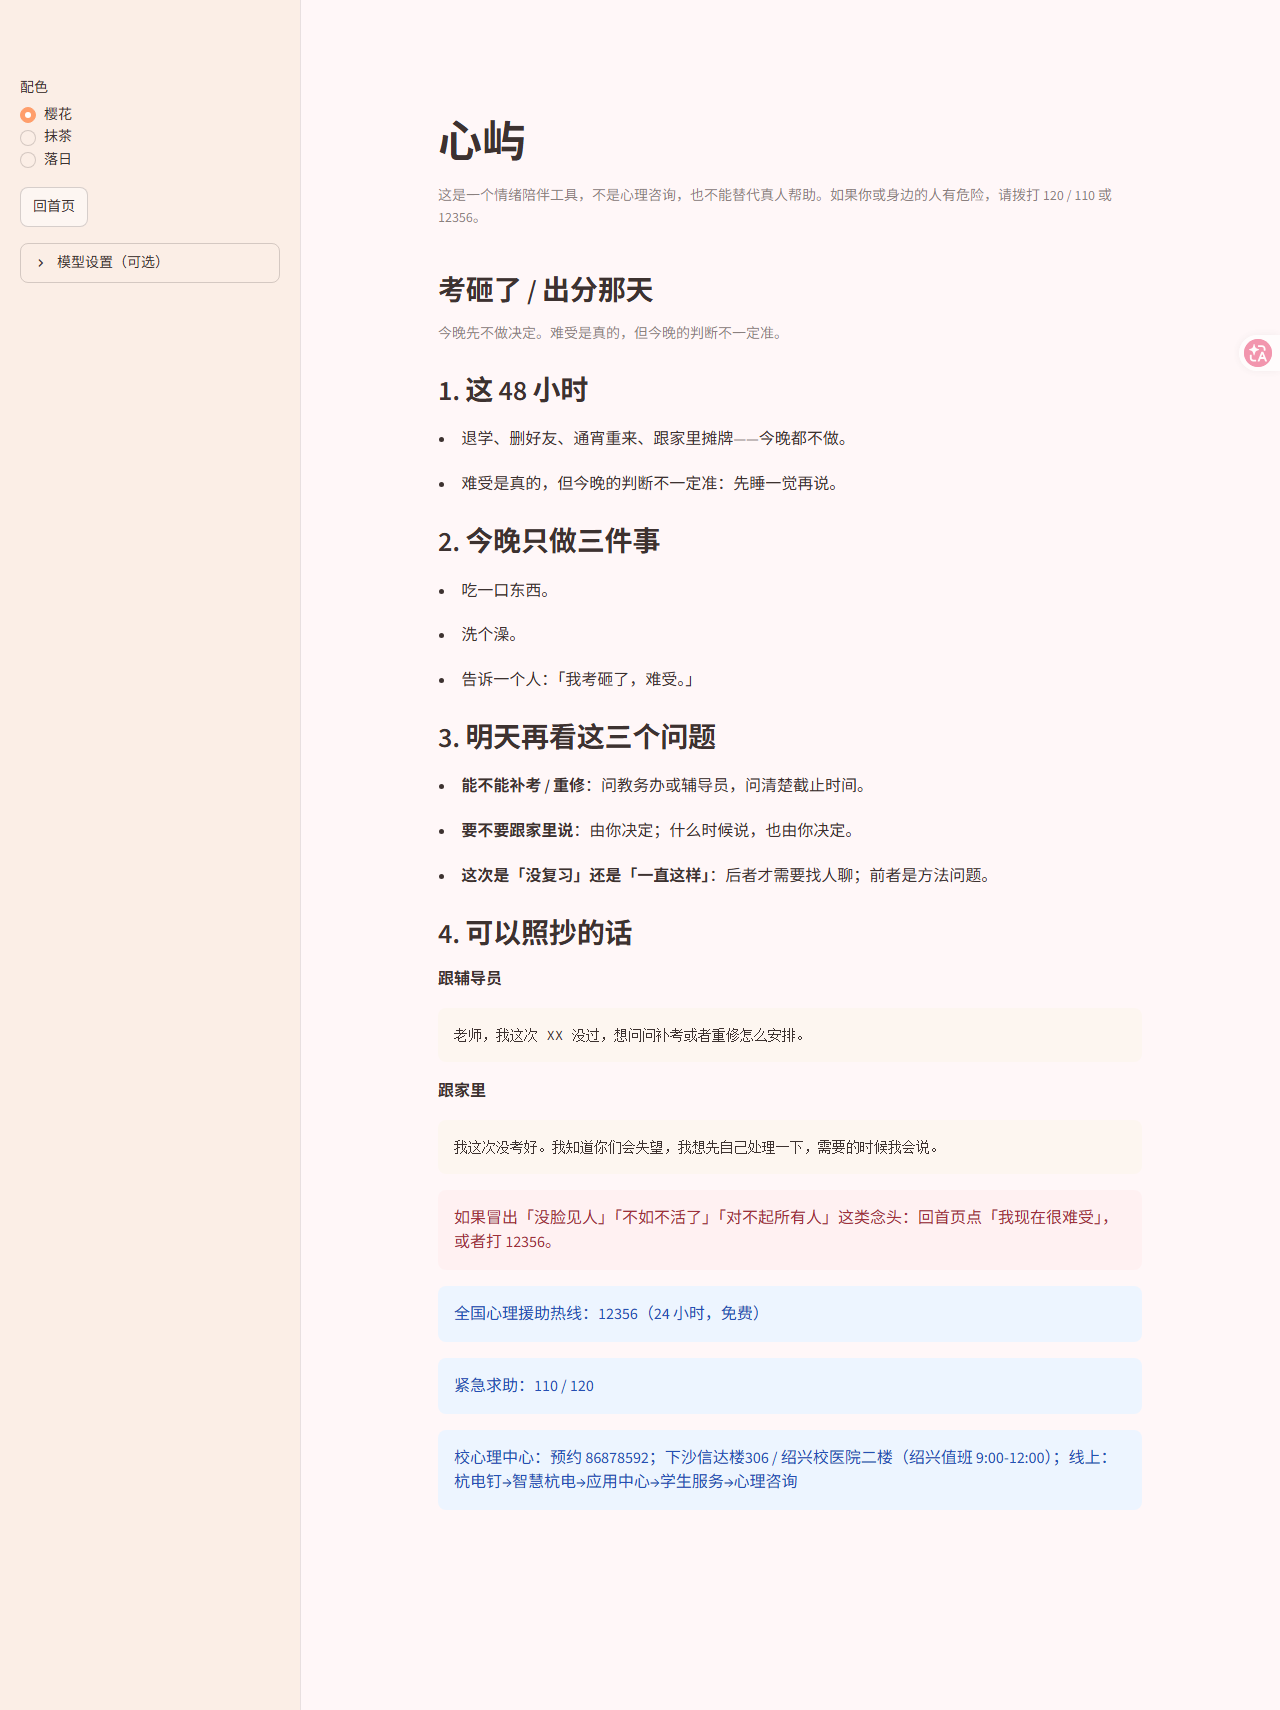 配色
樱花
抹茶
落日
回首页
模型设置（可选）
心屿
这是一个情绪陪伴工具，不是心理咨询，也不能替代真人帮助。如果你或身边的人有危险，请拨打 120 / 110 或
12356。
考砸了 / 出分那天
今晚先不做决定。难受是真的，但今晚的判断不一定准。
1. 这 48 小时
退学、删好友、通宵重来、跟家里摊牌——今晚都不做。
难受是真的，但今晚的判断不一定准：先睡一觉再说。
2. 今晚只做三件事
吃一口东西。
洗个澡。
告诉一个人：「我考砸了，难受。」
3. 明天再看这三个问题
能不能补考 / 重修：问教务办或辅导员，问清楚截止时间。
要不要跟家里说：由你决定；什么时候说，也由你决定。
这次是「没复习」还是「一直这样」：后者才需要找人聊；前者是方法问题。
4. 可以照抄的话
跟辅导员
老师，我这次 XX 没过，想问问补考或者重修怎么安排。
跟家里
我这次没考好。我知道你们会失望，我想先自己处理一下，需要的时候我会说。
如果冒出「没脸见人」「不如不活了」「对不起所有人」这类念头：回首页点「我现在很难受」，
或者打 12356。
全国心理援助热线：12356（24 小时，免费）
紧急求助：110 / 120
校心理中心：预约 86878592；下沙信达楼306 / 绍兴校医院二楼（绍兴值班 9:00-12:00）；线上：
杭电钉→智慧杭电→应用中心→学生服务→心理咨询